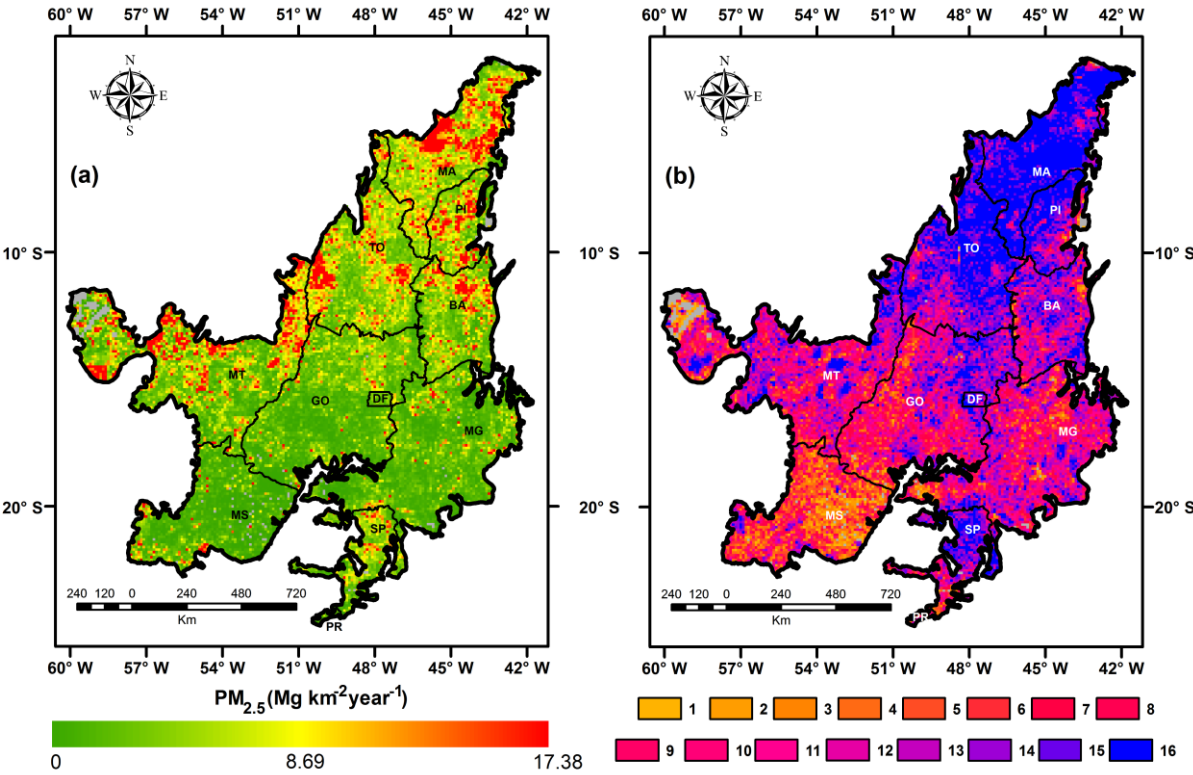 60° W 57° W 54° W 51° W 48° W 45° W 42° W
60° W 57° W 54° W 51° W 48° W 45° W 42° W
N
W E
S
N
W E
S
(a)
(b)
MA
PI
TO
BA
MT
GO
DF
MG
MS
SP
PR
MA
PI
TO
BA
MT
GO
DF
MG
MS
SP
PR
10° S
10° S
10° S
20° S
20° S
20° S
240 120 0 240 480 720
Km
240 120 0 240 480 720
Km
60° W 57° W 54° W 51° W 48° W 45° W 42° W
60° W 57° W 54° W 51° W 48° W 45° W 42° W
PM2.5(Mg km-2year-1)
0 8.69 17.38
1 2 3 4 5 6 7 8
9 10 11 12 13 14 15 16